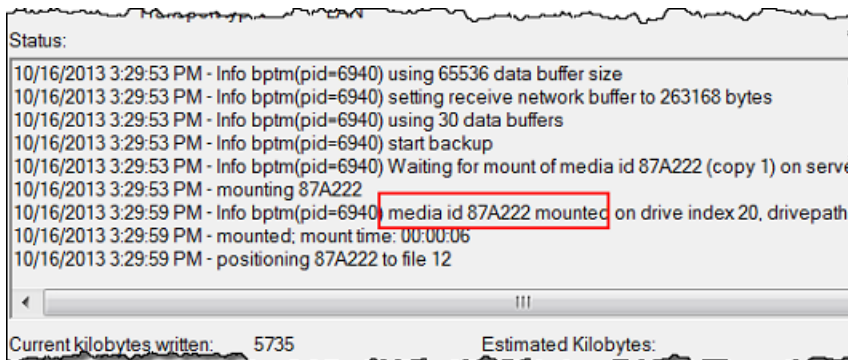 Status:
10/16/2013 3:29:53 PM - Info bptm(pid=6940) using 65536 data buffer size
10/16/2013 3:29:53 PM - Info bptm(pid=6940) setting receive network buffer to 263168 bytes
10/16/2013 3:29:53 PM - Info bptm(pid=6940) using 30 data buffers
10/16/2013 3:29:53 PM - Info bptm(pid=6940) start backup
10/16/2013 3:29:53 PM - Info bptm(pid=6940) Waiting for mount of media id 87A222 (copy 1) on serve
10/16/2013 3:29:53 PM - mounting 87A222
10/16/2013 3:29:59 PM - Info bptm(pid=6940) media id 87A222 mounted on drive index 20, drivepath
10/16/2013 3:29:59 PM - mounted; mount time: 00:00:06
10/16/2013 3:29:59 PM - positioning 87A222 to file 12
Current kilobytes written: 5735 Estimated Kilobytes: